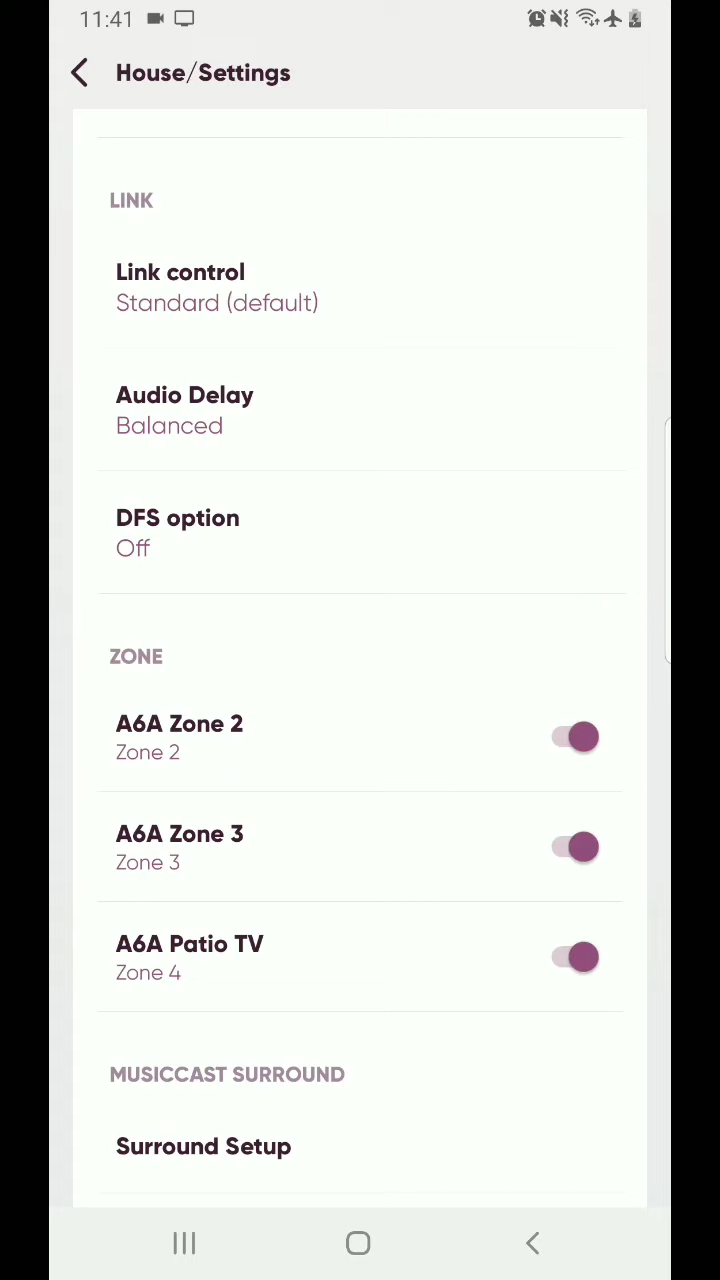 11:41
House/Settings
LINK
Link control
Standard (default)
Audio Delay
Balanced
DFS option
Off
ZONE
A6A Zone 2
Zone 2
A6A Zone 3
Zone 3
A6A Patio TV
Zone 4
MUSICCAST SURROUND
Surround Setup